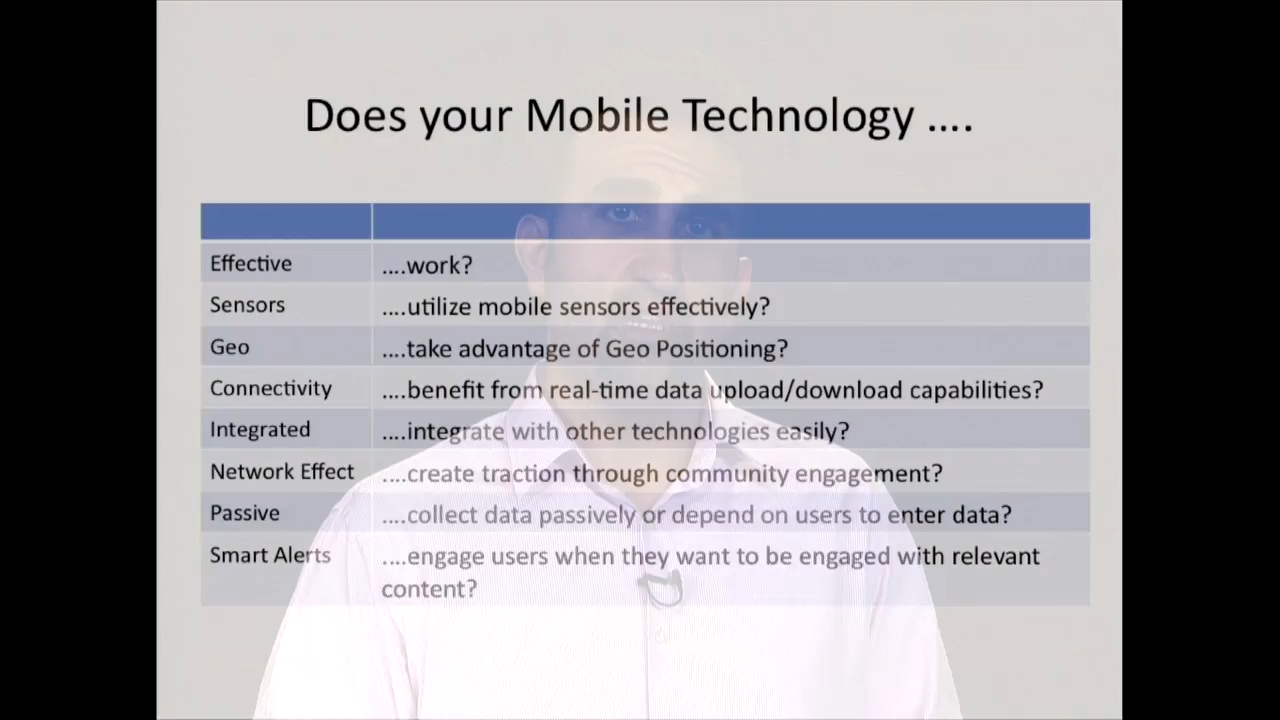 Does your Mobile Technology ....
Effective ....work?
Sensors ....utilize mobile sensors effectively?
Geo ....take advantage of Geo Positioning?
Connectivity ....benefit from real-time data upload/download capabilities?
Integrated ....integrate with other technologies easily?
Network Effect ....create traction through community engagement?
Passive ....collect data passively or depend on users to enter data?
Smart Alerts ....engage users when they want to be engaged with relevant
content?